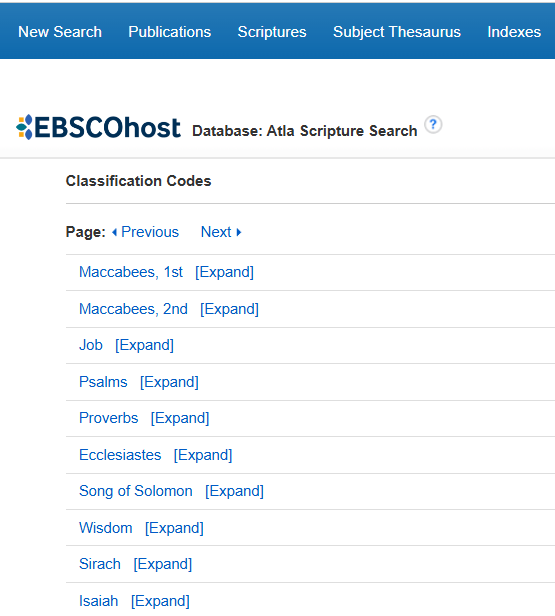 New Search Publications Scriptures Subject Thesaurus Indexes
EBSCOhost Database: Atla Scripture Search ?
Classification Codes
Page: Previous Next
Maccabees, 1st [Expand]
Maccabees, 2nd [Expand]
Job [Expand]
Psalms [Expand]
Proverbs [Expand]
Ecclesiastes [Expand]
Song of Solomon [Expand]
Wisdom [Expand]
Sirach [Expand]
Isaiah [Expand]